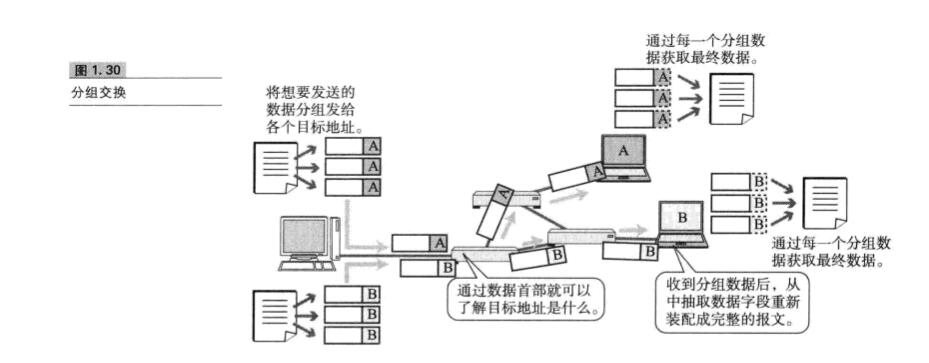 图 1.30
分组交换
将想要发送的
数据分组发给
各个目标地址。
A
A
A
B
B
B
A
B
A
B
A
A
B
通过每一个分组数
据获取最终数据。
A
A
A
B
B
B
B
通过每一个分组数
据获取最终数据。
通过数据首部就可以
了解目标地址是什么。
收到分组数据后，从
中抽取数据字段重新
装配成完整的报文。